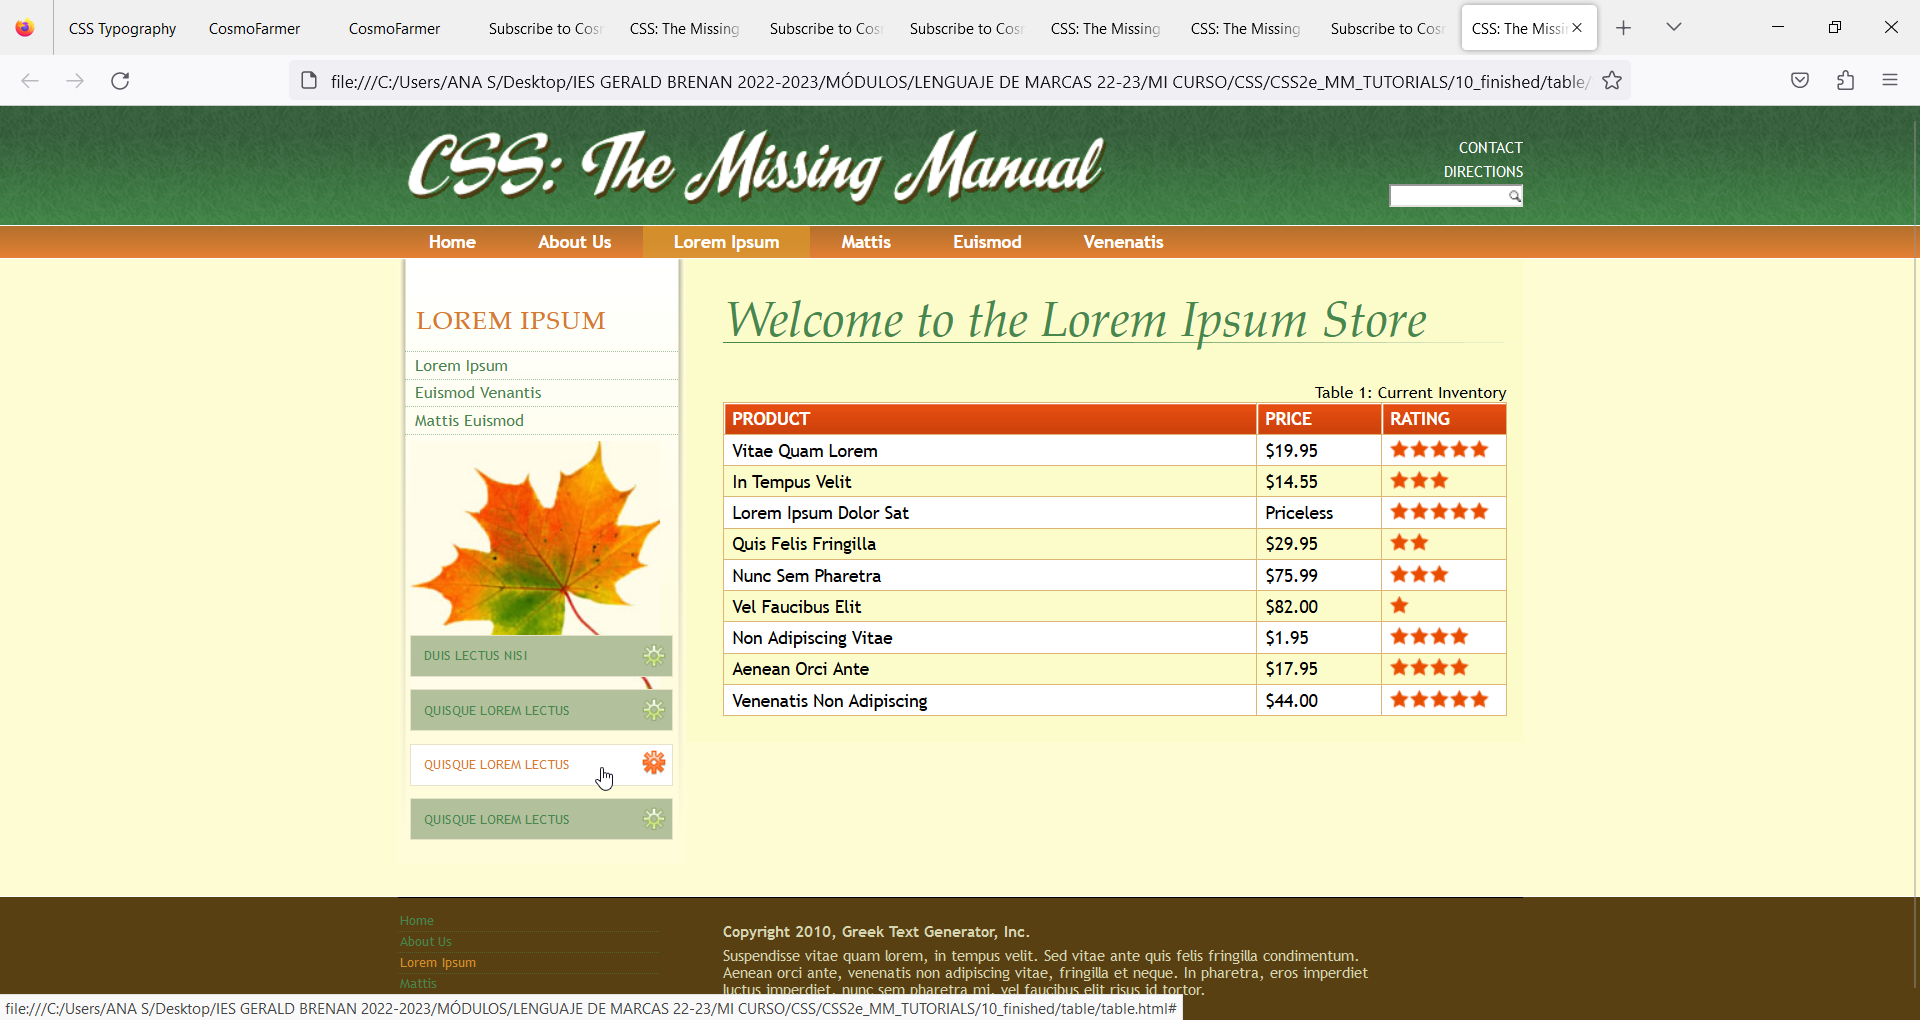 CSS Typography CosmoFarmer CosmoFarmer Subscribe to Cos CSS: The Missing Subscribe to Cos Subscribe to Cos CSS: The Missing CSS: The Missing Subscribe to Cos CSS: The Missin
file:///C:/Users/ANA S/Desktop/IES GERALD BRENAN 2022-2023/MÓDULOS/LENGUAJE DE MARCAS 22-23/MI CURSO/CSS/CSS2e_MM_TUTORIALS/10_finished/table/
CSS: The Missing Manual
CONTACT
DIRECTIONS
Home About Us Lorem Ipsum Mattis Euismod Venenatis
LOREM IPSUM
Lorem Ipsum
Euismod Venantis
Mattis Euismod
DUIS LECTUS NISI
QUISQUE LOREM LECTUS
QUISQUE LOREM LECTUS
QUISQUE LOREM LECTUS
Welcome to the Lorem Ipsum Store
Table 1: Current Inventory
PRODUCT PRICE RATING
Vitae Quam Lorem $19.95
In Tempus Velit $14.55
Lorem Ipsum Dolor Sat Priceless
Quis Felis Fringilla $29.95
Nunc Sem Pharetra $75.99
Vel Faucibus Elit $82.00
Non Adipiscing Vitae $1.95
Aenean Orci Ante $17.95
Venenatis Non Adipiscing $44.00
Home
About Us
Lorem Ipsum
Mattis
Copyright 2010, Greek Text Generator, Inc.
Suspendisse vitae quam lorem, in tempus velit. Sed vitae ante quis felis fringilla condimentum.
Aenean orci ante, venenatis non adipiscing vitae, fringilla et neque. In pharetra, eros imperdiet
luctus imperdiet, nunc sem pharetra mi, vel faucibus elit risus id tortor.
file:///C:/Users/ANA S/Desktop/IES GERALD BRENAN 2022-2023/MÓDULOS/LENGUAJE DE MARCAS 22-23/MI CURSO/CSS/CSS2e_MM_TUTORIALS/10_finished/table/table.html#